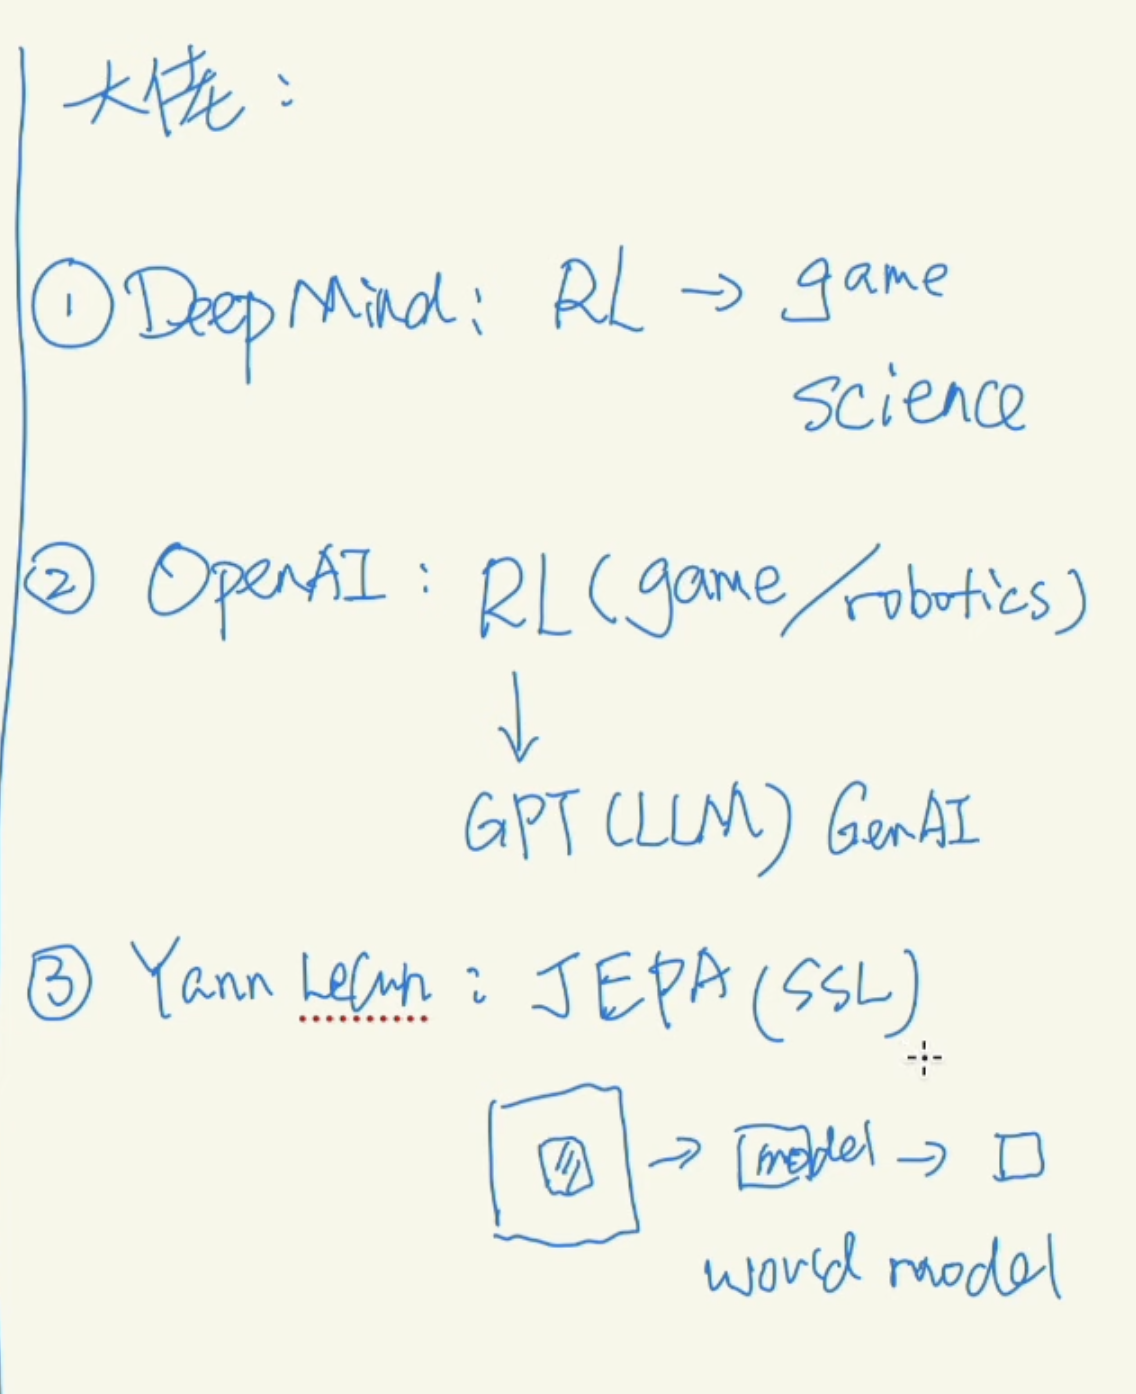 大佬：
① DeepMind: RL → game
science
② OpenAI: RL (game/robotics)
↓
GPT (LLM) GenAI
③ Yann LeCun: JEPA (SSL)
→ model →
world model